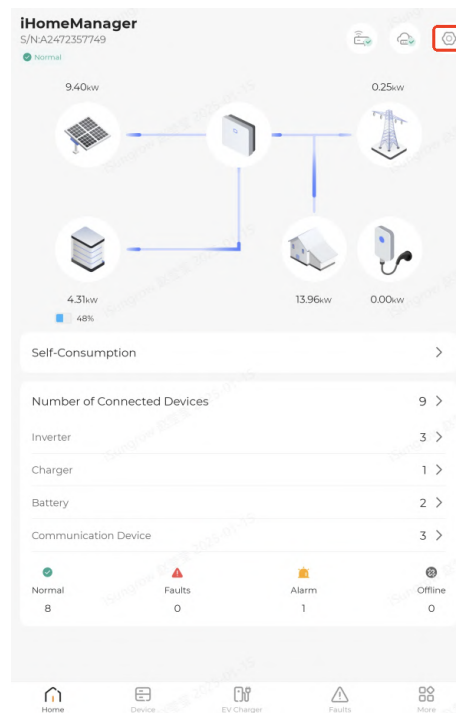 iHomeManager
S/N:A2472357749
Normal
9.40kW
0.25kW
4.31kW
13.96kW
0.00kW
48%
Self-Consumption
Number of Connected Devices
9
Inverter
3
Charger
1
Battery
2
Communication Device
3
Normal
Faults
Alarm
Offline
8
0
1
0
Home
Device
EV Charger
Faults
More